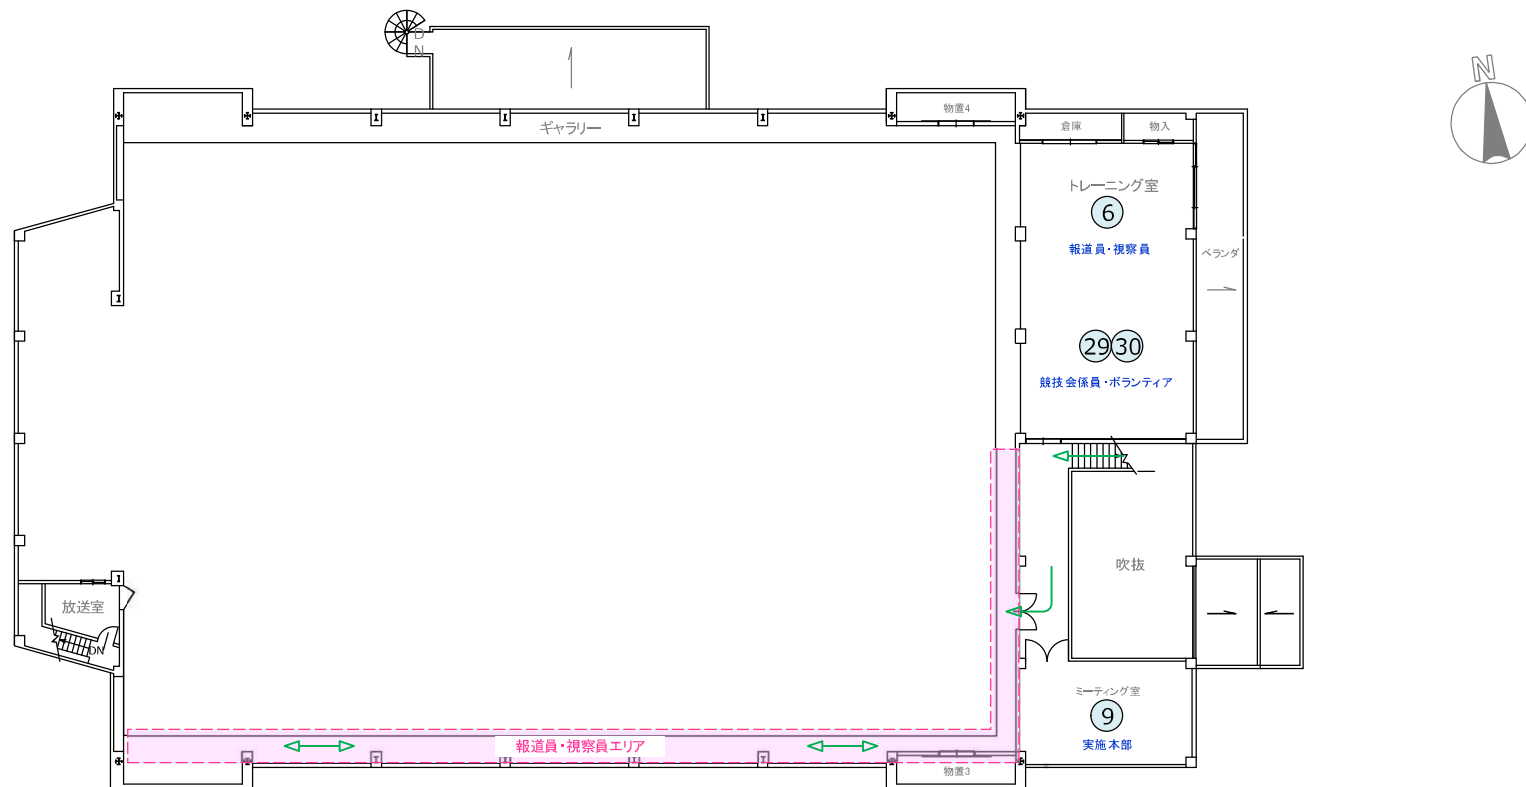 N
DN
物置4
ギャラリー
倉庫
物入
トレーニング室
6
報道員・視察員
ベランダ
29 30
競技会係員・ボランティア
吹抜
放送室
DN
ミーティング室
9
実施本部
報道員・視察員エリア
物置3